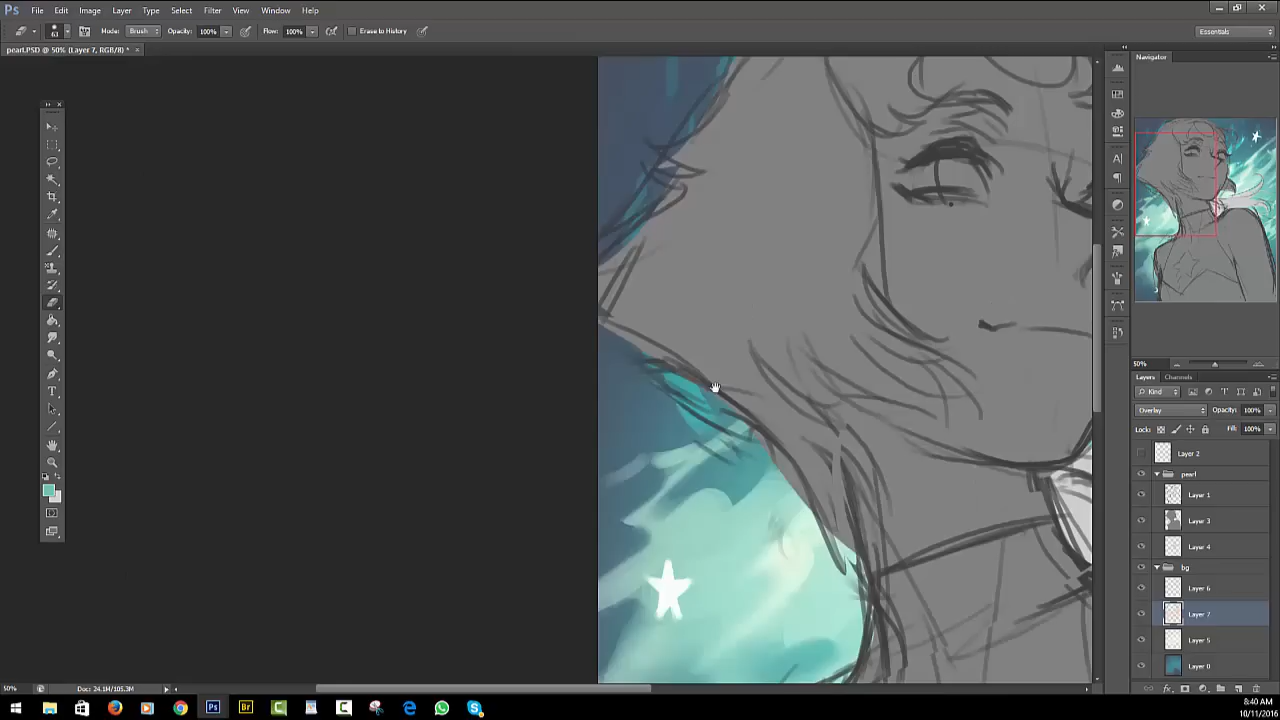 Ps File Edit Image Layer Type Select Filter View Window Help
63 Mode: Brush Opacity: 100% Flow: 100% Erase to History Essentials
pearl.PSD @ 50% (Layer 7, RGB/8) * ×
Navigator
50%
Layers Channels
Kind
Overlay Opacity: 100%
Lock: Fill: 100%
Layer 2
pearl
Layer 1
Layer 3
Layer 4
bg
Layer 6
Layer 7
Layer 5
Layer 0
50% Doc: 24.1M/105.3M
8:40 AM
10/11/2016